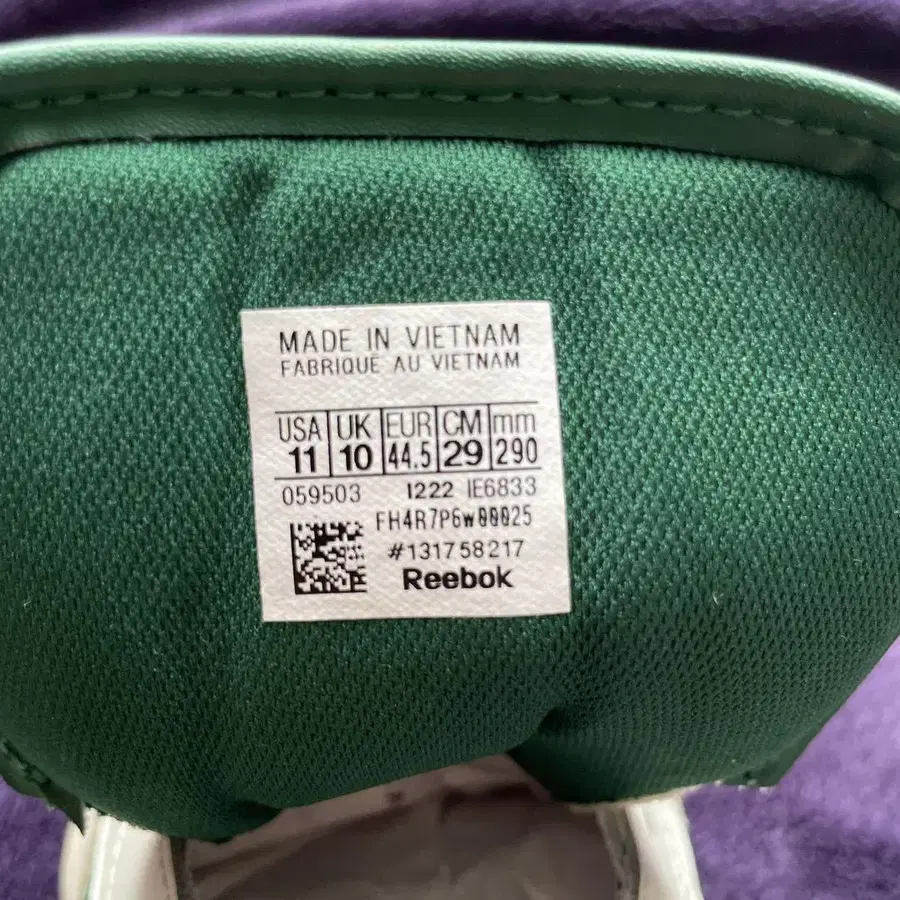 MADE IN VIETNAM
FABRIQUÉ AU VIETNAM
USA UK EUR CM mm
11 10 44.5 29 290
059503 I222 IE6833
FH4R7P6w00025
#131758217
Reebok